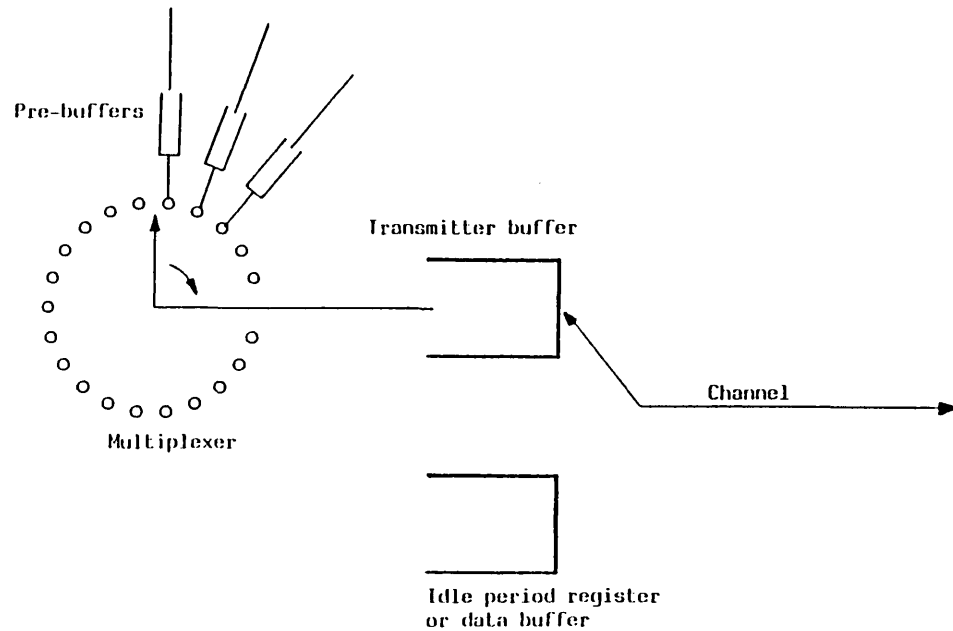 Pre-buffers
Transmitter buffer
Channel
Multiplexer
Idle period register
or data buffer